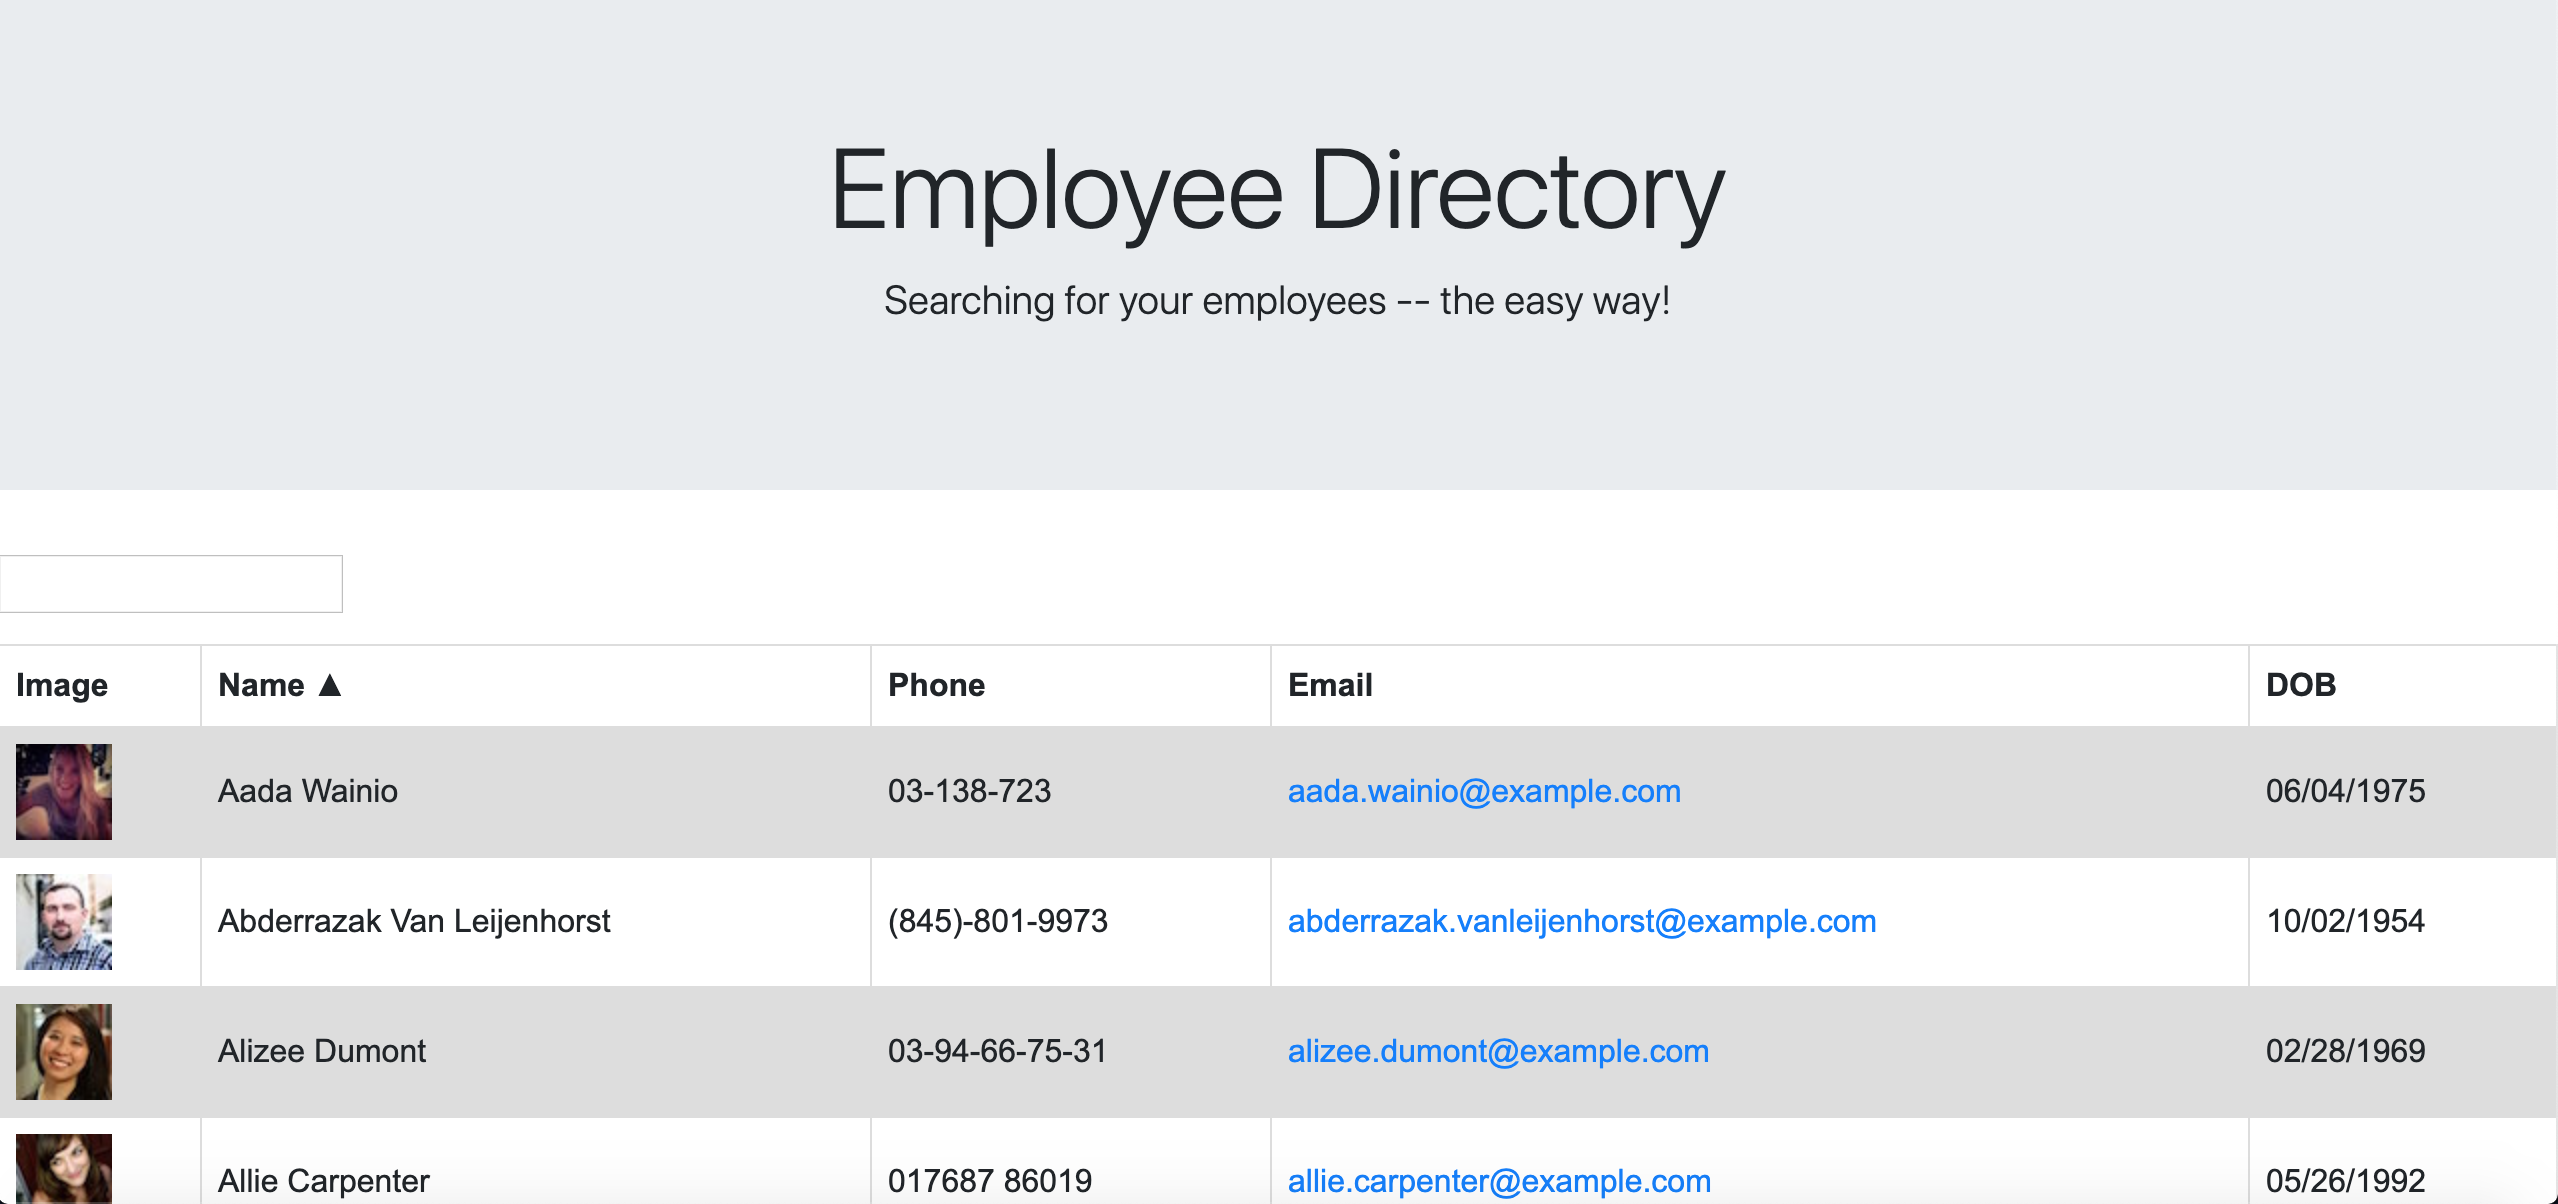 Employee Directory
Searching for your employees -- the easy way!
Image Name ▲ Phone Email DOB
Aada Wainio 03-138-723 aada.wainio@example.com 06/04/1975
Abderrazak Van Leijenhorst (845)-801-9973 abderrazak.vanleijenhorst@example.com 10/02/1954
Alizee Dumont 03-94-66-75-31 alizee.dumont@example.com 02/28/1969
Allie Carpenter 017687 86019 allie.carpenter@example.com 05/26/1992